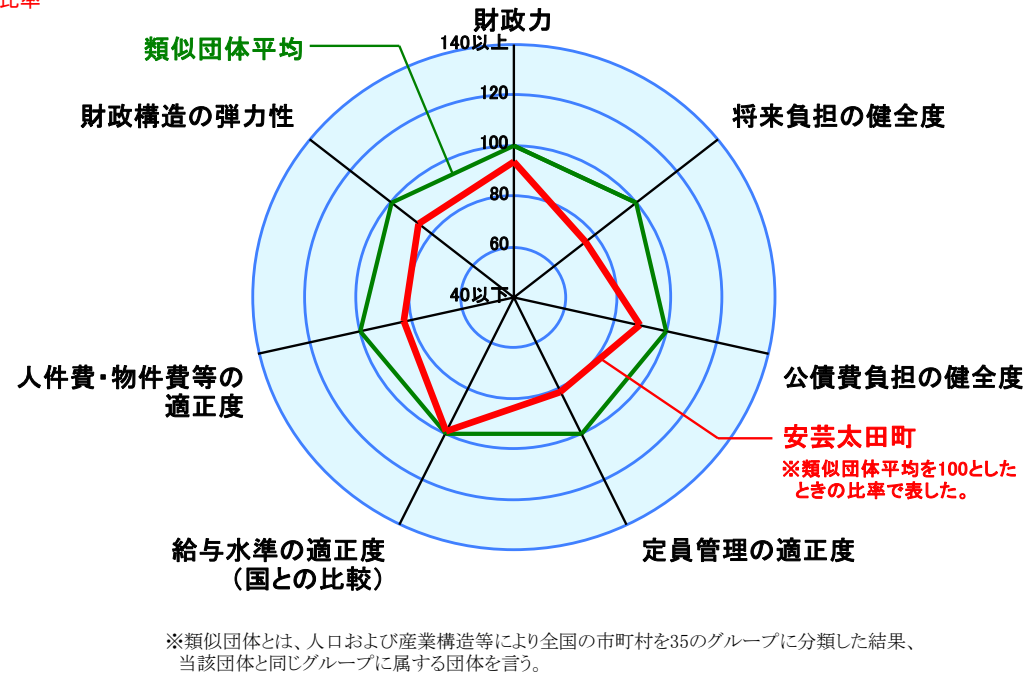 比率
財政力
140以上
類似団体平均
120
財政構造の弾力性
将来負担の健全度
100
80
60
40以下
人件費・物件費等の
適正度
公債費負担の健全度
安芸太田町
※類似団体平均を100とした
ときの比率で表した。
給与水準の適正度
（国との比較）
定員管理の適正度
※類似団体とは、人口および産業構造等により全国の市町村を35のグループに分類した結果、
当該団体と同じグループに属する団体を言う。